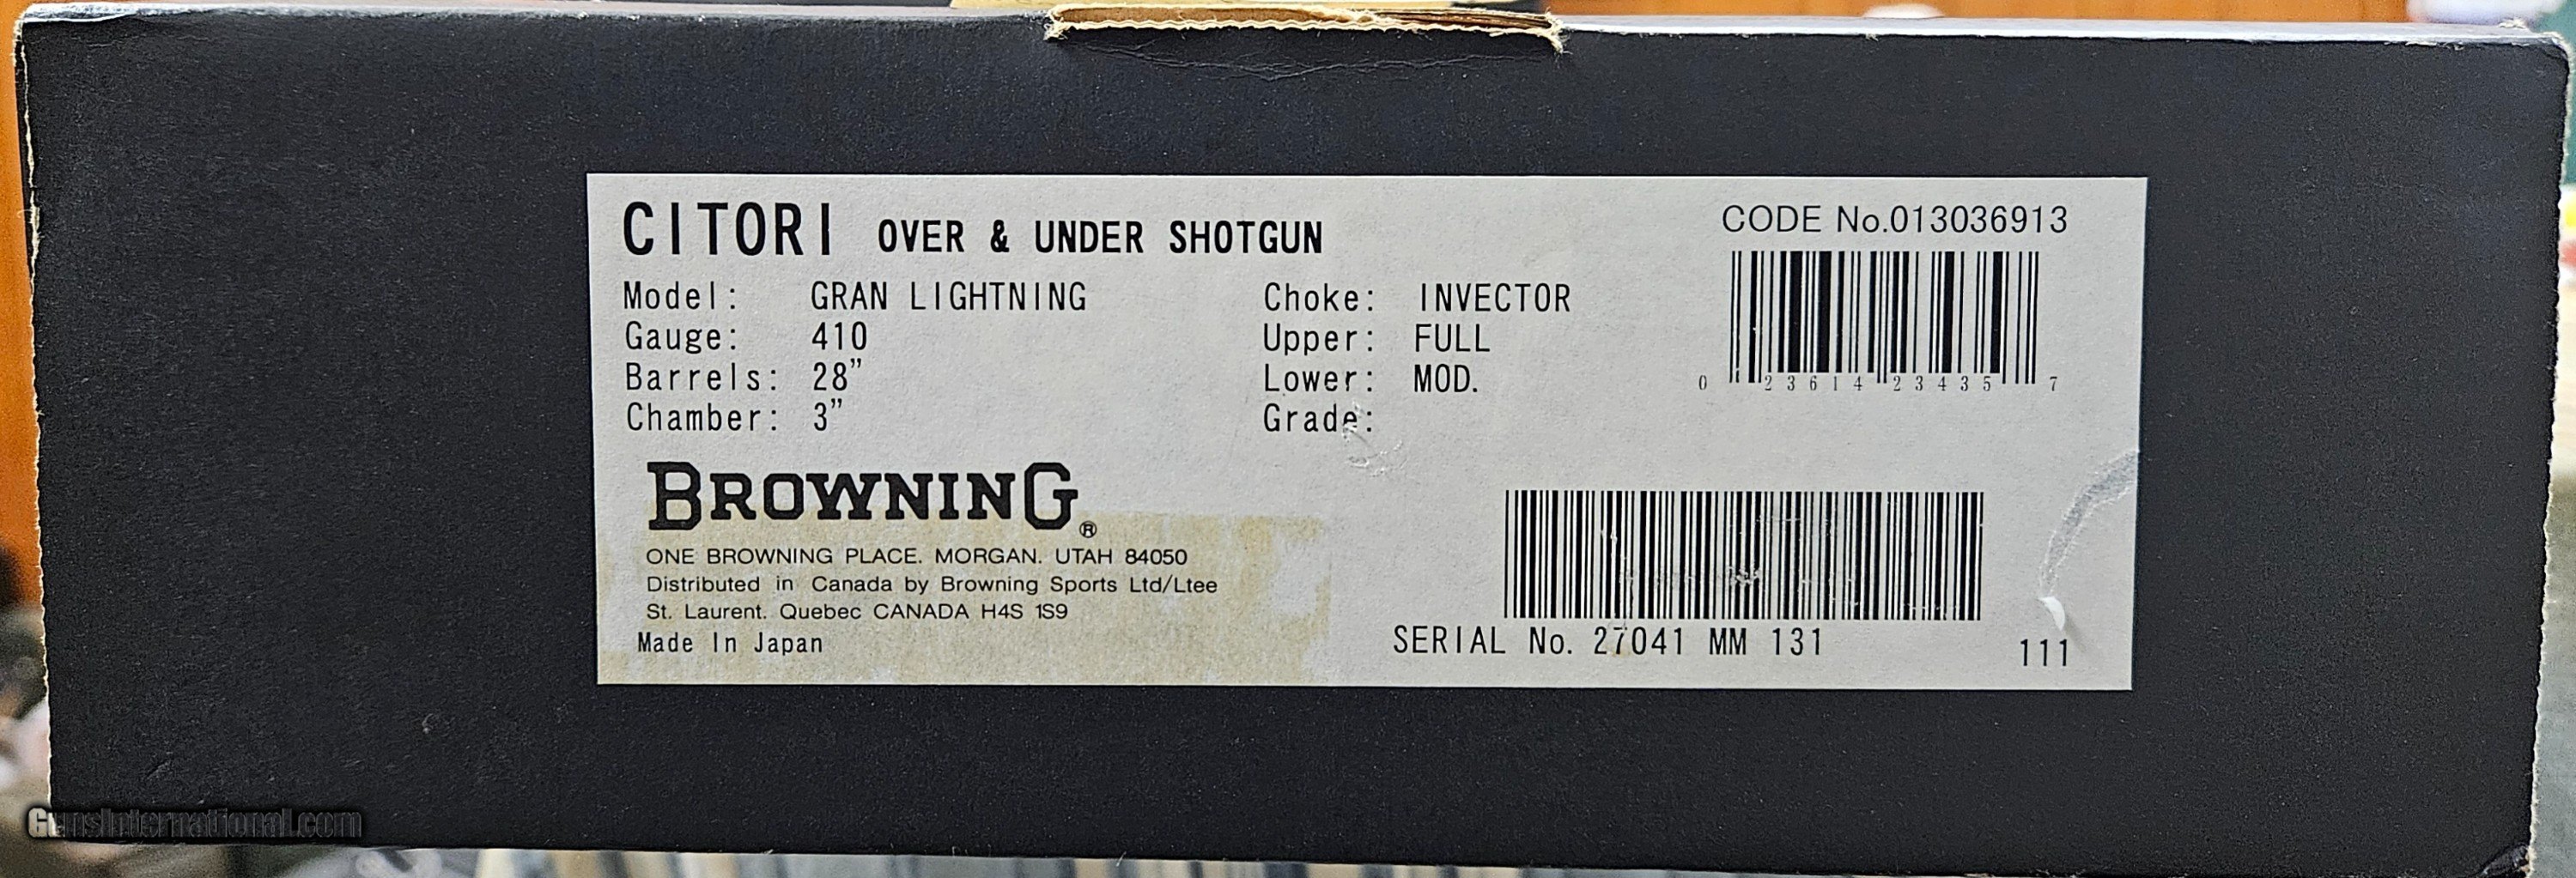 CITORI OVER & UNDER SHOTGUN
CODE No.013036913
Model: GRAN LIGHTNING
Gauge: 410
Barrels: 28”
Chamber: 3”
Choke: INVECTOR
Upper: FULL
Lower: MOD.
Grade:
0 23614 23435 7
BROWNING®
ONE BROWNING PLACE. MORGAN. UTAH 84050
Distributed in Canada by Browning Sports Ltd/Ltee
St. Laurent. Quebec CANADA H4S 1S9
Made In Japan
SERIAL No. 27041 MM 131
111
GunsInternational.com